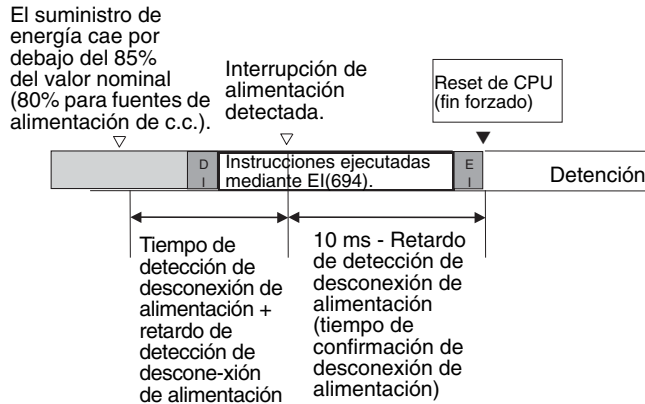 El suministro de
energía cae por
debajo del 85%
del valor nominal
(80% para fuentes de
alimentación de c.c.).
Interrupción de
alimentación
detectada.
Reset de CPU
(fin forzado)
D
I
Instrucciones ejecutadas
mediante EI(694).
E
I
Detención
Tiempo de
detección de
desconexión de
alimentación +
retardo de
detección de
descone-xión
de alimentación
10 ms - Retardo
de detección de
desconexión de
alimentación
(tiempo de
confirmación de
desconexión de
alimentación)